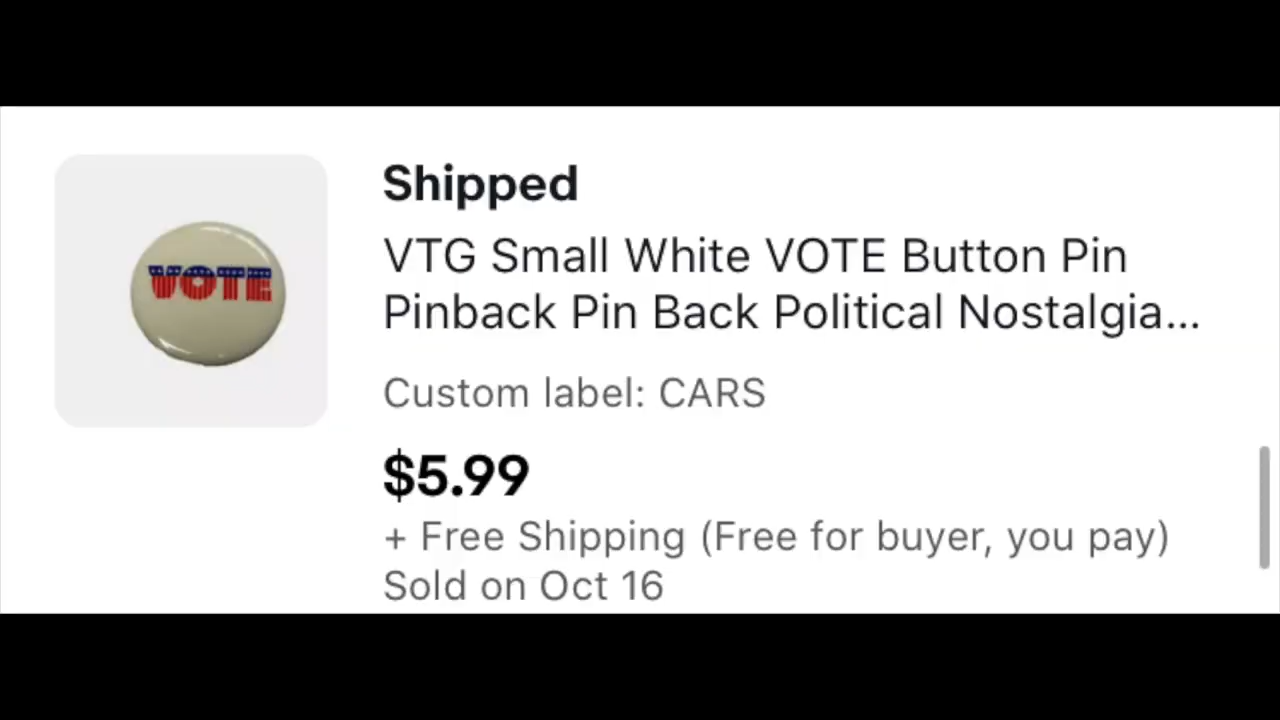 VOTE
Shipped
VTG Small White VOTE Button Pin
Pinback Pin Back Political Nostalgia...
Custom label: CARS
$5.99
+ Free Shipping (Free for buyer, you pay)
Sold on Oct 16